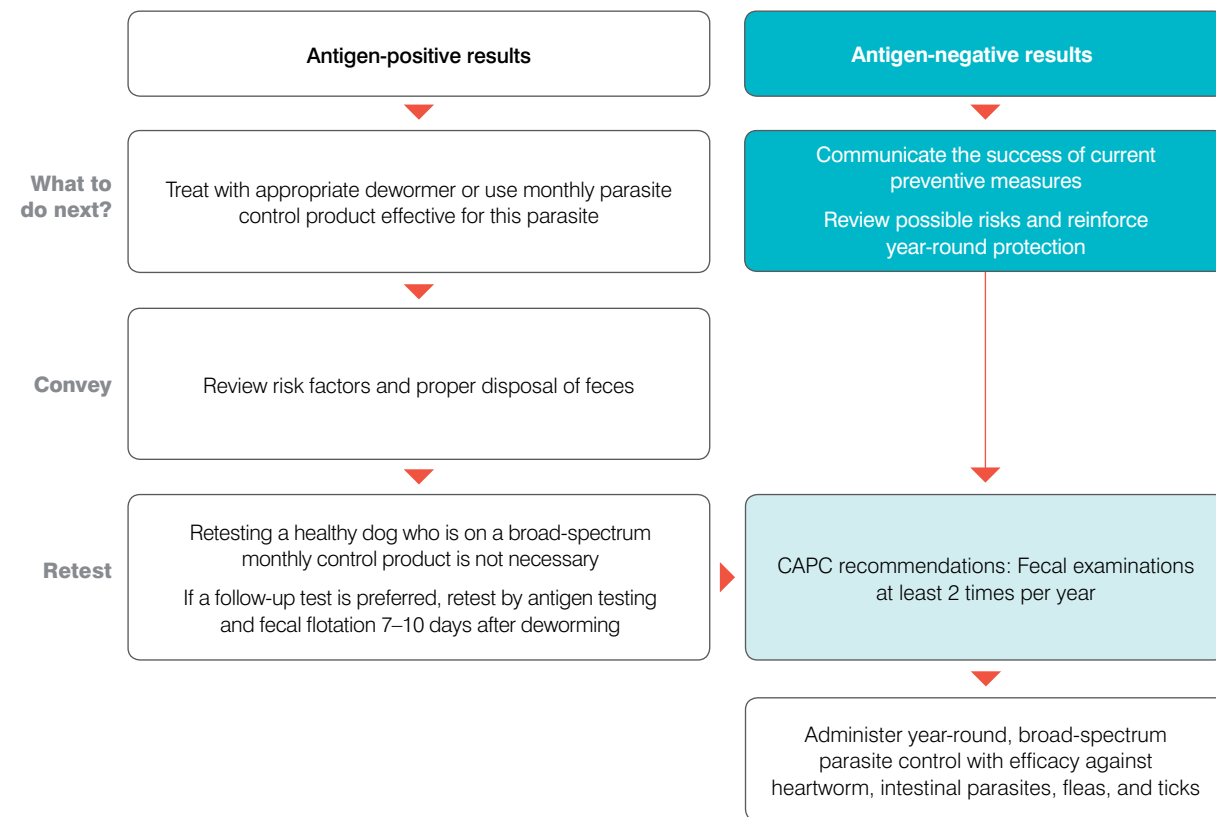 Antigen-positive results
Antigen-negative results
What to
do next?
Treat with appropriate dewormer or use monthly parasite
control product effective for this parasite
Communicate the success of current
preventive measures
Review possible risks and reinforce
year-round protection
Convey
Review risk factors and proper disposal of feces
Retest
Retesting a healthy dog who is on a broad-spectrum
monthly control product is not necessary
If a follow-up test is preferred, retest by antigen testing
and fecal flotation 7–10 days after deworming
CAPC recommendations: Fecal examinations
at least 2 times per year
Administer year-round, broad-spectrum
parasite control with efficacy against
heartworm, intestinal parasites, fleas, and ticks